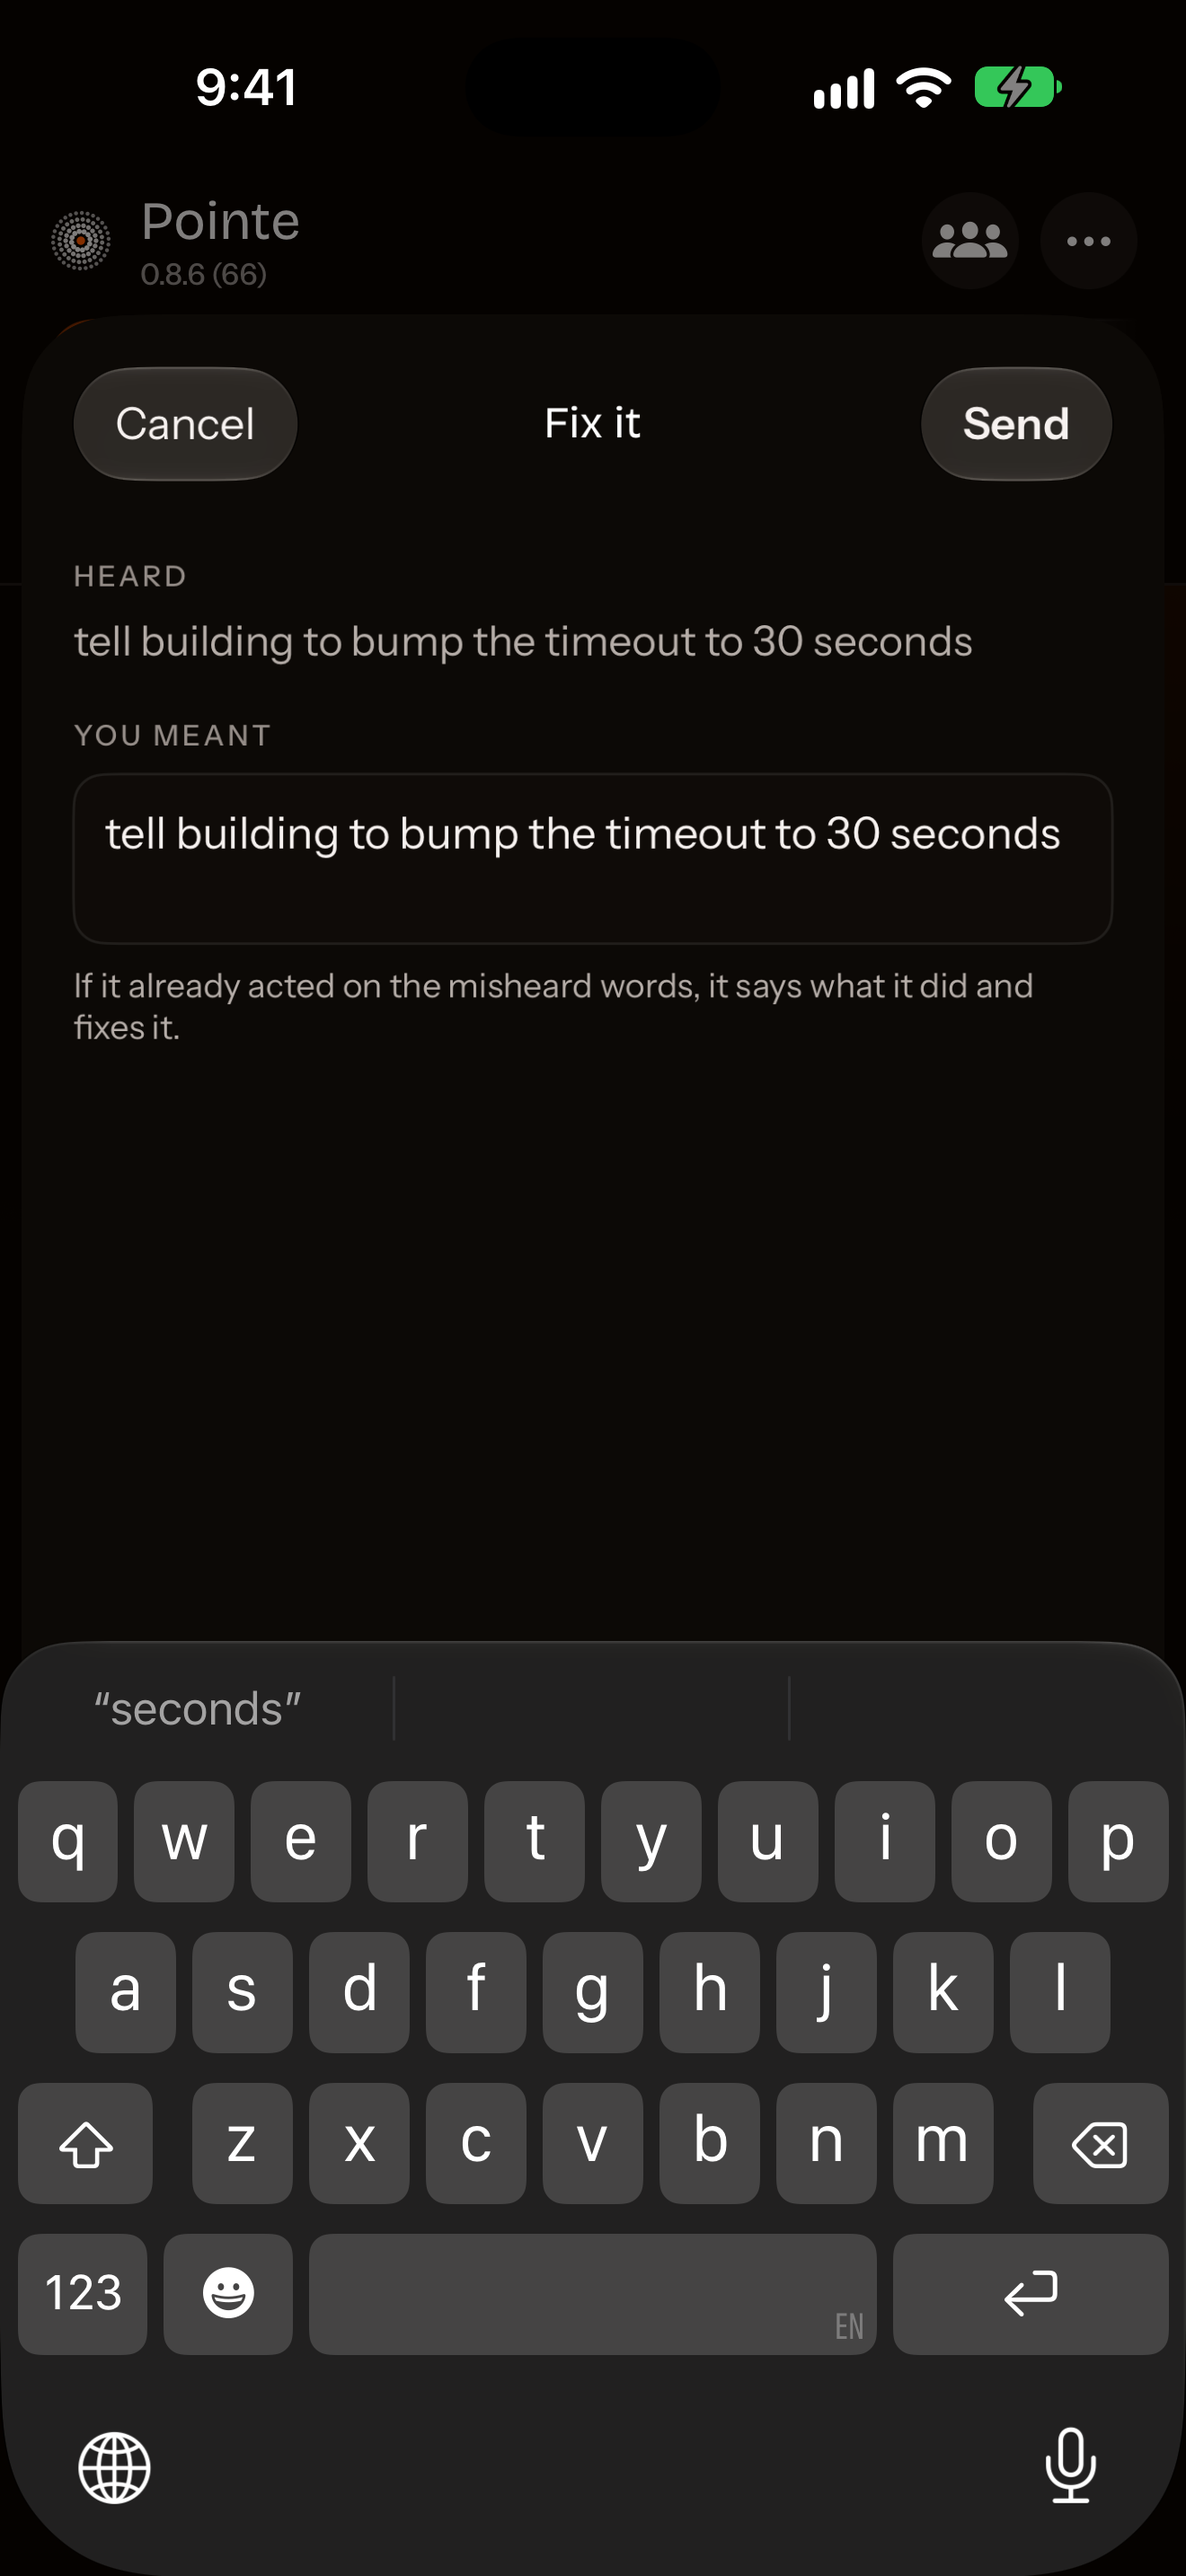 9:41
Pointe
0.8.6 (66)
Cancel
Fix it
Send
HEARD
tell building to bump the timeout to 30 seconds
YOU MEANT
tell building to bump the timeout to 30 seconds
If it already acted on the misheard words, it says what it did and
fixes it.
“seconds”
q w e r t y u i o p
a s d f g h j k l
z x c v b n m
123
EN